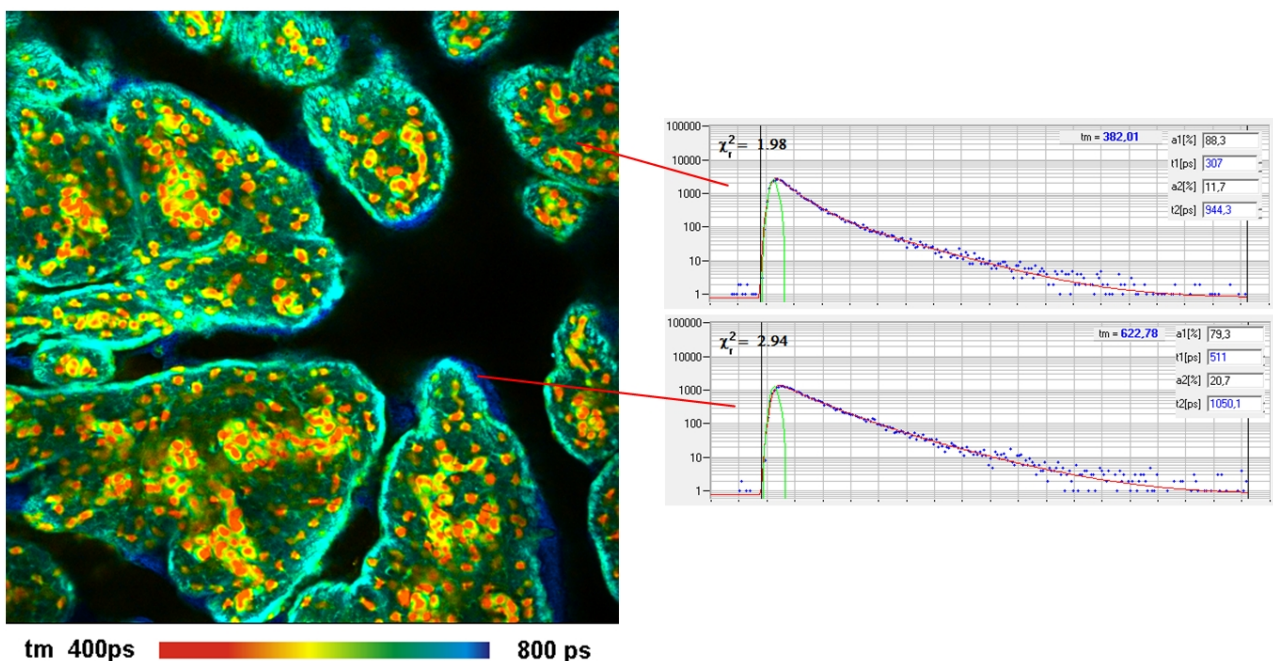 100000
10000
1000
100
10
1
χ²r = 1.98
tm = 382,01
a1[%] 88,3
t1[ps] 307
a2[%] 11,7
t2[ps] 944,3
100000
10000
1000
100
10
1
χ²r = 2.94
tm = 622,78
a1[%] 79,3
t1[ps] 511
a2[%] 20,7
t2[ps] 1050,1
tm 400ps 800 ps